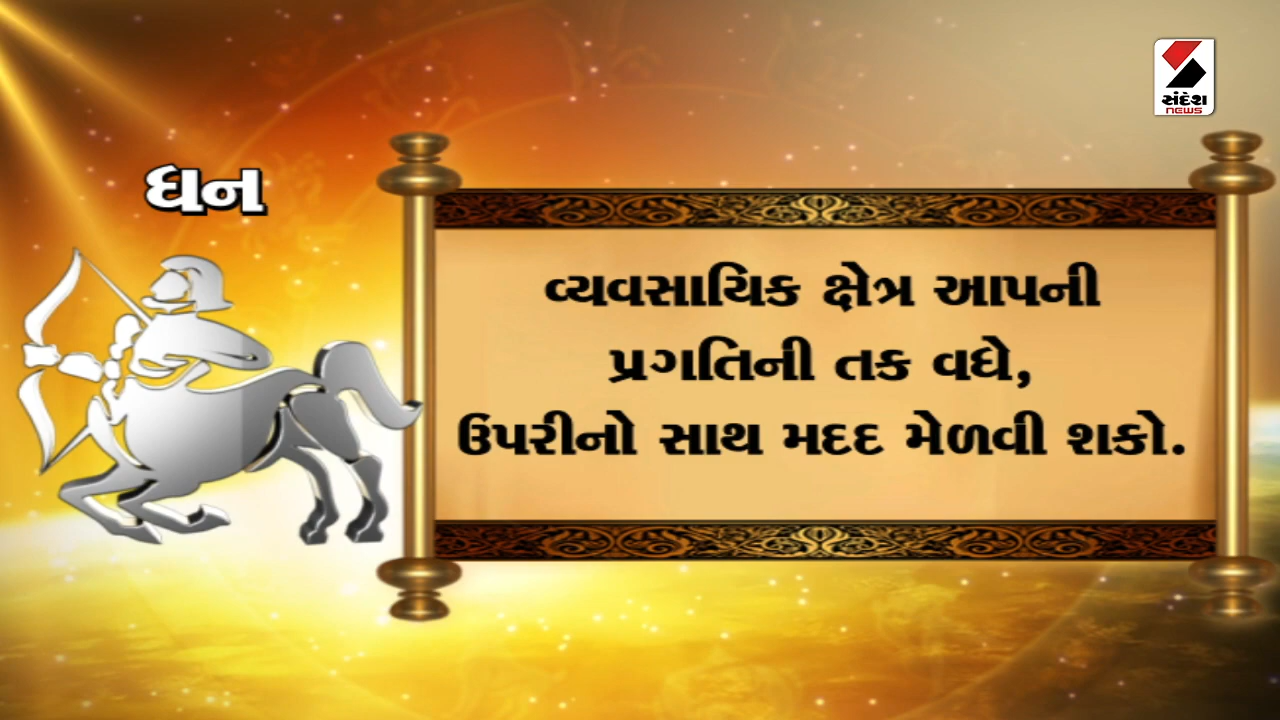 સંદેશ
NEWS
ધન
વ્યવસાયિક ક્ષેત્ર આપની
પ્રગતિની તક વધે,
ઉપરીનો સાથ મદદ મેળવી શકો.